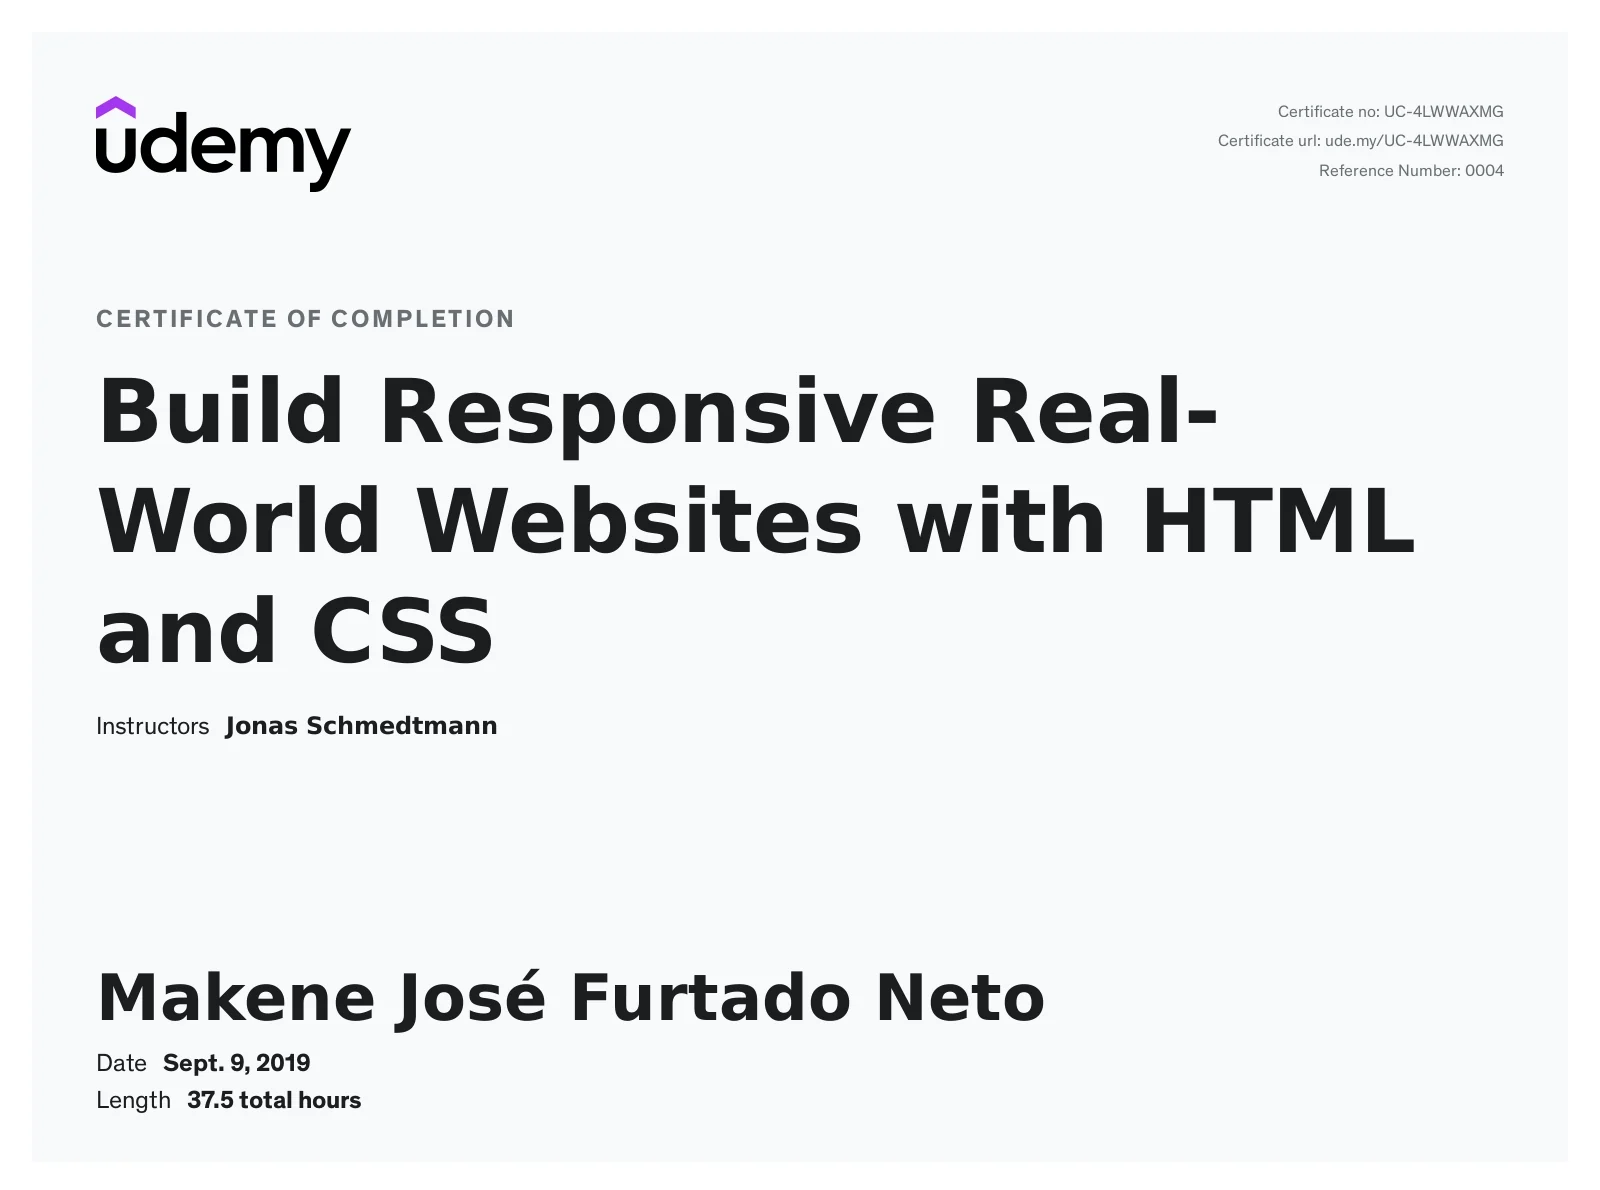 udemy
Certificate no: UC-4LWWAXMG
Certificate url: ude.my/UC-4LWWAXMG
Reference Number: 0004
CERTIFICATE OF COMPLETION
Build Responsive Real-
World Websites with HTML
and CSS
Instructors Jonas Schmedtmann
Makene José Furtado Neto
Date Sept. 9, 2019
Length 37.5 total hours